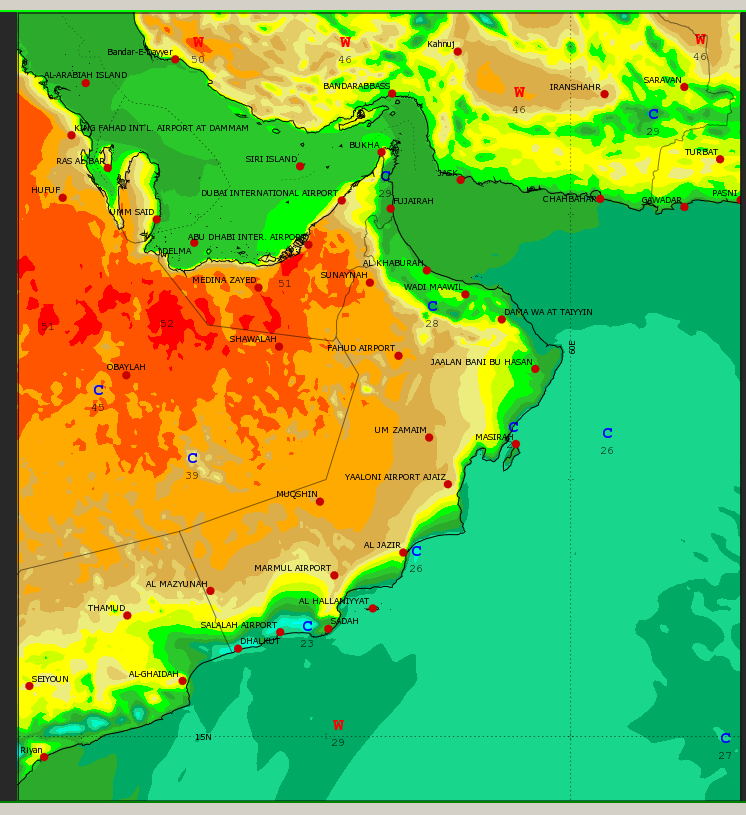 W
50
W
46
W
46
Kahnuj
Bandar-E-Dayyer
AL-ARABIAH ISLAND
BANDARABBASS
W
46
IRANSHAHR
SARAVAN
C
29
KING FAHAD INT'L. AIRPORT AT DAMMAM
BUKHA
TURBAT
RAS AL BAR
SIRI ISLAND
C
29
JASK
HUFUF
DUBAI INTERNATIONAL AIRPORT
FUJAIRAH
CHAHBAHAR
GAWADAR
PASNI
UMM SAID
ABU DHABI INTER. AIRPORT
DELMA
AL KHABURAH
SUNAYNAH
MEDINA ZAYED
51
WADI MAAWIL
C
28
DAMA WA AT TAIYYIN
51
52
SHAWALAH
FAHUD AIRPORT
60E
JAALAN BANI BU HASAN
OBAYLAH
C
45
UM ZAMAIM
C
MASIRAH
C
26
C
39
YAALONI AIRPORT AJAIZ
MUQSHIN
AL JAZIR
C
26
MARMUL AIRPORT
AL MAZYUNAH
THAMUD
AL HALLANIYYAT
SALALAH AIRPORT
C
23
SADAH
DHALKUT
SEIYOUN
AL-GHAIDAH
W
29
15N
C
27
Riyan